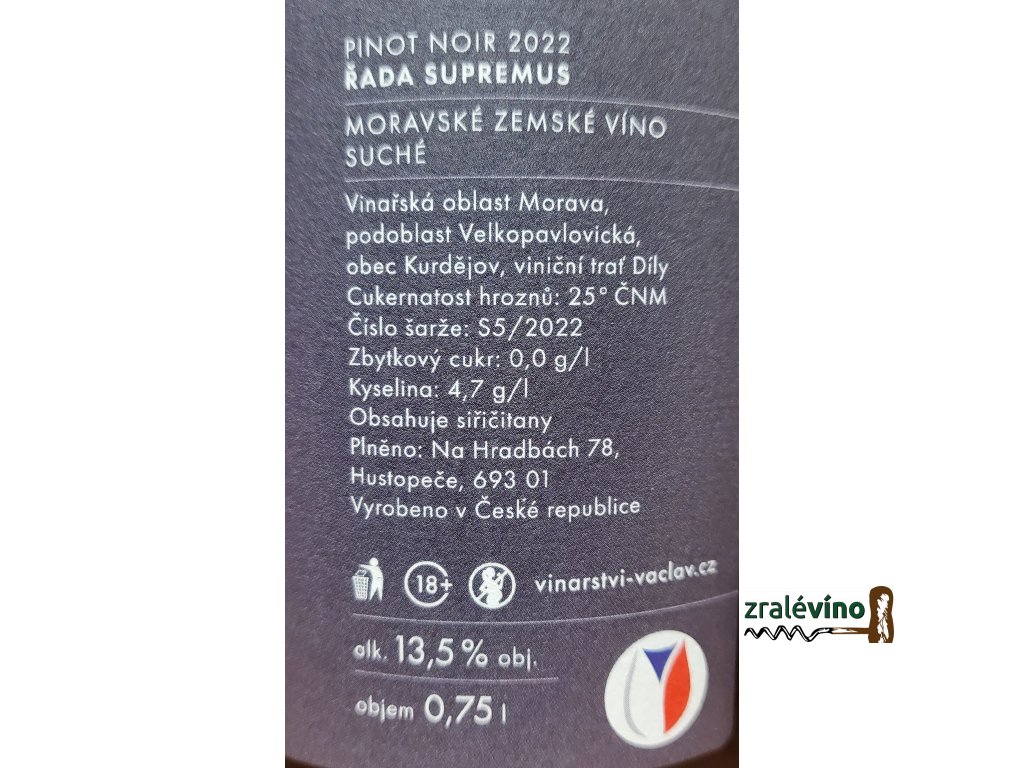 PINOT NOIR 2022
ŘADA SUPREMUS
MORAVSKÉ ZEMSKÉ VÍNO
SUCHÉ
Vinařská oblast Morava,
podoblast Velkopavlovická,
obec Kurdějov, viniční trať Díly
Cukernatost hroznů: 25° ČNM
Číslo šarže: S5/2022
Zbytkový cukr: 0,0 g/l
Kyselina: 4,7 g/l
Obsahuje siřičitany
Plněno: Na Hradbách 78,
Hustopeče, 693 01
Vyrobeno v České republice
18+ vinarstvi-vaclav.cz
zralévíno
alk. 13,5 % obj.
objem 0,75 l